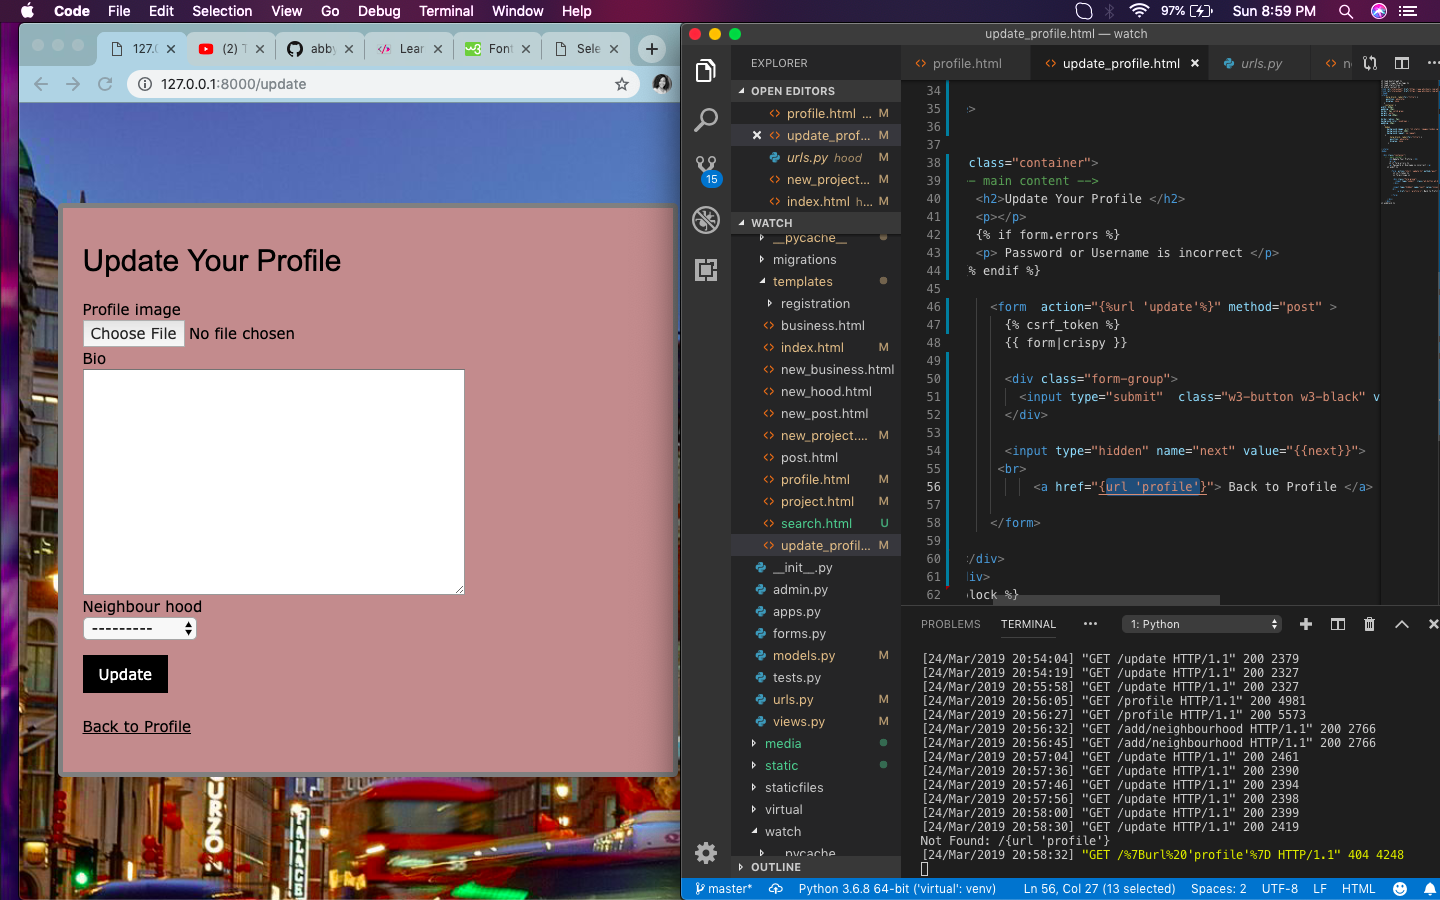 Code File Edit Selection View Go Debug Terminal Window Help 97% Sun 8:59 PM
127.( (2) T abby Lear Font Sele
127.0.0.1:8000/update
Update Your Profile
Profile image
Choose File No file chosen
Bio
Neighbour hood
---------
Update
Back to Profile
update_profile.html — watch
EXPLORER
OPEN EDITORS
profile.html ... M
update_prof... M
urls.py hood M
new_project... M
index.html h... M
WATCH
__pycache__
migrations
templates
registration
business.html
index.html M
new_business.html
new_hood.html
new_post.html
new_project.... M
post.html
profile.html M
project.html M
search.html U
update_profil... M
__init__.py
admin.py
apps.py
forms.py
models.py M
tests.py
urls.py M
views.py M
media
static
staticfiles
virtual
watch
__pycache
OUTLINE
15
profile.html update_profile.html urls.py
34
35 >
36
37
38 class="container">
39 -- main content -->
40 <h2>Update Your Profile </h2>
41 <p></p>
42 {% if form.errors %}
43 <p> Password or Username is incorrect </p>
44 % endif %}
45
46 <form action="{%url 'update'%}" method="post" >
47 {% csrf_token %}
48 {{ form|crispy }}
49
50 <div class="form-group">
51 <input type="submit" class="w3-button w3-black" v
52 </div>
53
54 <input type="hidden" name="next" value="{{next}}">
55 <br>
56 <a href="{url 'profile'}"> Back to Profile </a>
57
58 </form>
59
60 </div>
61 div>
62 lock %}
PROBLEMS TERMINAL ••• 1: Python
[24/Mar/2019 20:54:04] "GET /update HTTP/1.1" 200 2379
[24/Mar/2019 20:54:19] "GET /update HTTP/1.1" 200 2327
[24/Mar/2019 20:55:58] "GET /update HTTP/1.1" 200 2327
[24/Mar/2019 20:56:05] "GET /profile HTTP/1.1" 200 4981
[24/Mar/2019 20:56:27] "GET /profile HTTP/1.1" 200 5573
[24/Mar/2019 20:56:32] "GET /add/neighbourhood HTTP/1.1" 200 2766
[24/Mar/2019 20:56:45] "GET /add/neighbourhood HTTP/1.1" 200 2766
[24/Mar/2019 20:57:04] "GET /update HTTP/1.1" 200 2461
[24/Mar/2019 20:57:36] "GET /update HTTP/1.1" 200 2390
[24/Mar/2019 20:57:46] "GET /update HTTP/1.1" 200 2394
[24/Mar/2019 20:57:56] "GET /update HTTP/1.1" 200 2398
[24/Mar/2019 20:58:00] "GET /update HTTP/1.1" 200 2399
[24/Mar/2019 20:58:30] "GET /update HTTP/1.1" 200 2419
Not Found: /{url 'profile'}
[24/Mar/2019 20:58:32] "GET /%7Burl%20'profile'%7D HTTP/1.1" 404 4248
master* Python 3.6.8 64-bit ('virtual': venv) Ln 56, Col 27 (13 selected) Spaces: 2 UTF-8 LF HTML
URZON
PALACE